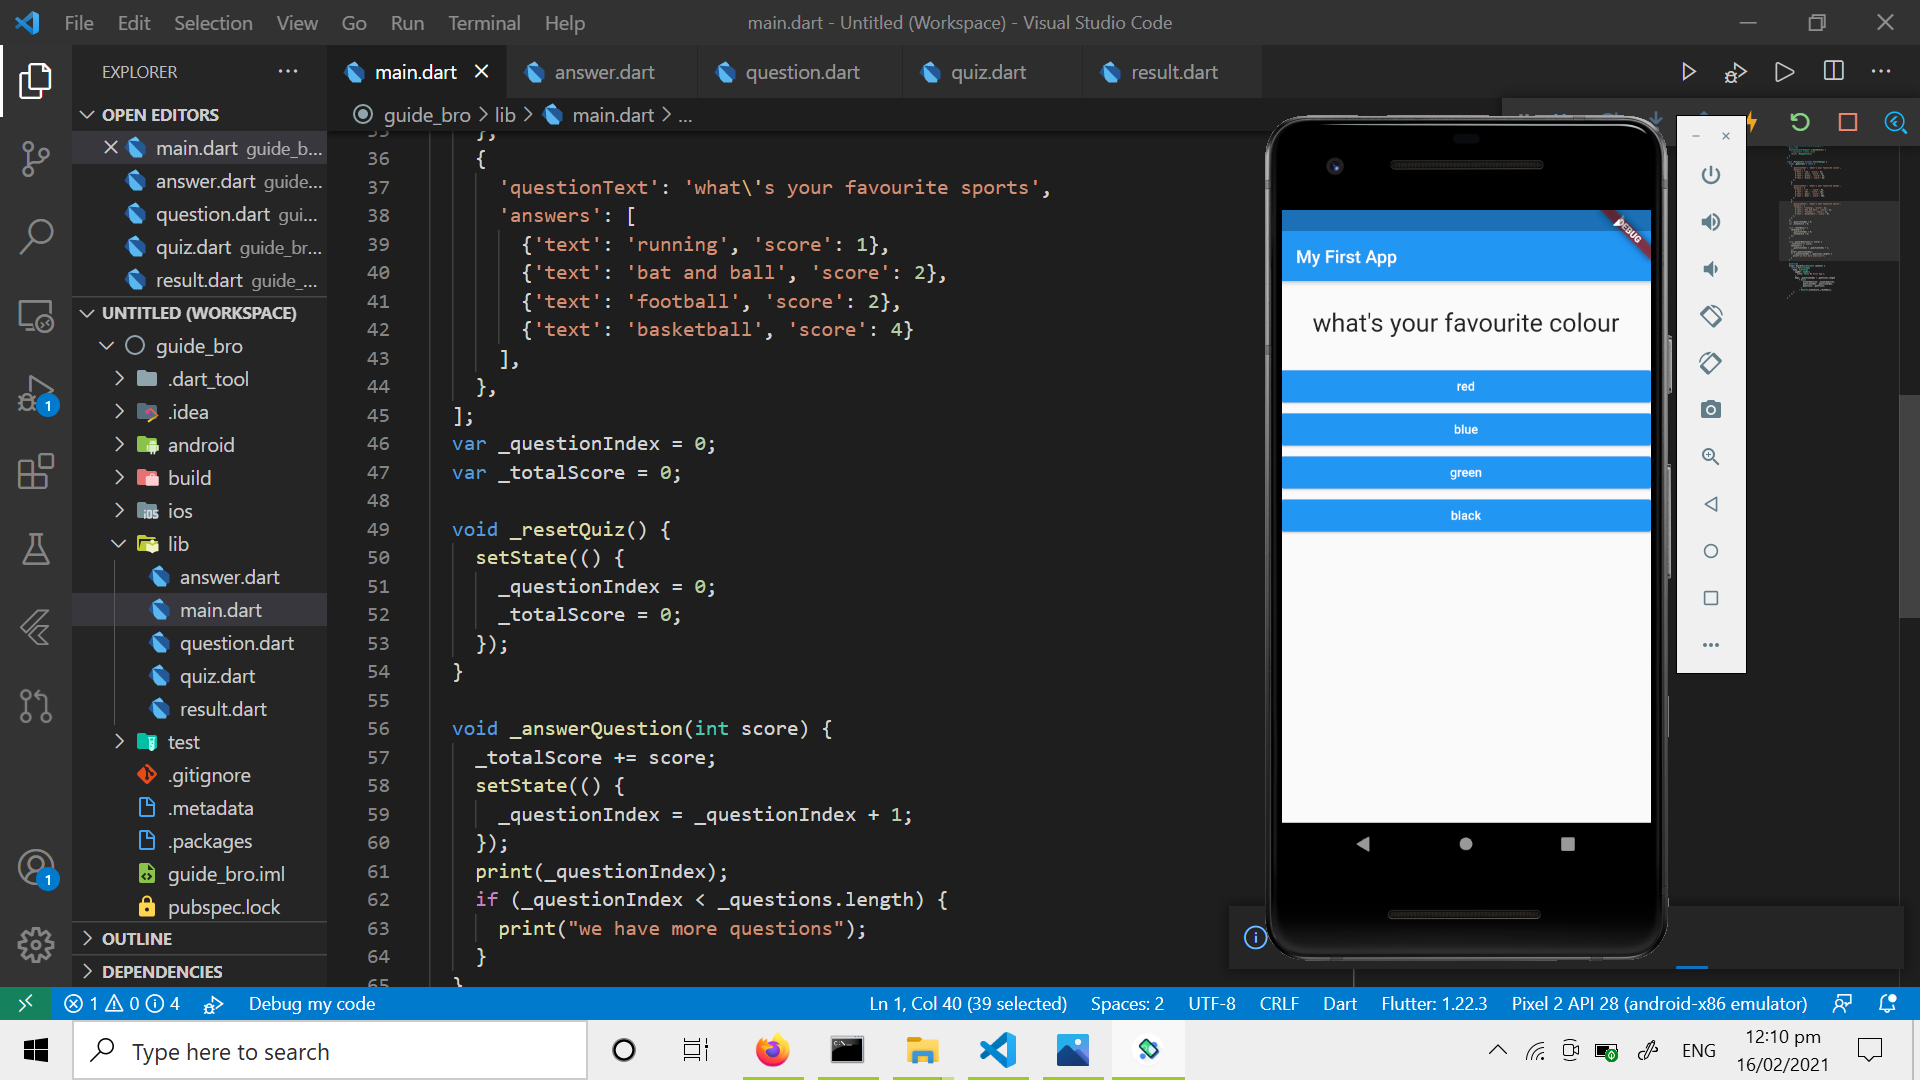 File Edit Selection View Go Run Terminal Help
main.dart - Untitled (Workspace) - Visual Studio Code
EXPLORER
main.dart answer.dart question.dart quiz.dart result.dart
guide_bro > lib > main.dart > ...
OPEN EDITORS
main.dart guide_b...
answer.dart guide...
question.dart gui...
quiz.dart guide_br...
result.dart guide_...
UNTITLED (WORKSPACE)
guide_bro
.dart_tool
.idea
android
build
ios
lib
answer.dart
main.dart
question.dart
quiz.dart
result.dart
test
.gitignore
.metadata
.packages
guide_bro.iml
pubspec.lock
OUTLINE
DEPENDENCIES
35 },
36 {
37 'questionText': 'what\'s your favourite sports',
38 'answers': [
39 {'text': 'running', 'score': 1},
40 {'text': 'bat and ball', 'score': 2},
41 {'text': 'football', 'score': 2},
42 {'text': 'basketball', 'score': 4}
43 ],
44 },
45 ];
46 var _questionIndex = 0;
47 var _totalScore = 0;
48
49 void _resetQuiz() {
50 setState(() {
51 _questionIndex = 0;
52 _totalScore = 0;
53 });
54 }
55
56 void _answerQuestion(int score) {
57 _totalScore += score;
58 setState(() {
59 _questionIndex = _questionIndex + 1;
60 });
61 print(_questionIndex);
62 if (_questionIndex < _questions.length) {
63 print("we have more questions");
64 }
65 }
DEBUG
My First App
what's your favourite colour
red
blue
green
black
1
1
1 0 4 Debug my code
Ln 1, Col 40 (39 selected) Spaces: 2 UTF-8 CRLF Dart Flutter: 1.22.3 Pixel 2 API 28 (android-x86 emulator)
Type here to search
ENG
12:10 pm
16/02/2021